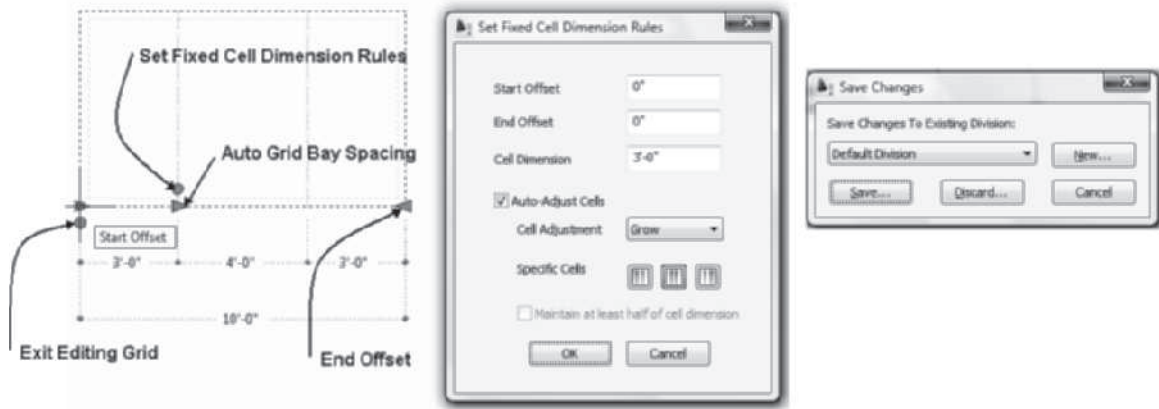 Set Fixed Cell Dimension Rules
Auto Grid Bay Spacing
Start Offset
3'-0"
4'-0"
3'-0"
10'-0"
Exit Editing Grid
End Offset
Set Fixed Cell Dimension Rules
Start Offset
0"
End Offset
0"
Cell Dimension
3'-0"
Auto-Adjust Cells
Cell Adjustment
Grow
Specific Cells
Maintain at least half of cell dimension
OK
Cancel
Save Changes
Save Changes To Existing Division:
Default Division
New...
Save...
Discard...
Cancel